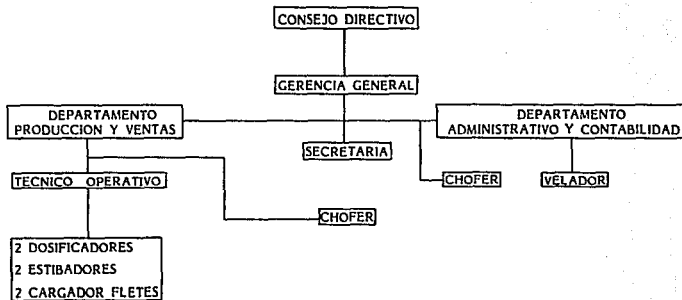 CONSEJO DIRECTIVO
GERENCIA GENERAL
DEPARTAMENTO
PRODUCCION Y VENTAS
DEPARTAMENTO
ADMINISTRATIVO Y CONTABILIDAD
SECRETARIA
TECNICO OPERATIVO
CHOFER
VELADOR
CHOFER
2 DOSIFICADORES
2 ESTIBADORES
2 CARGADOR FLETES